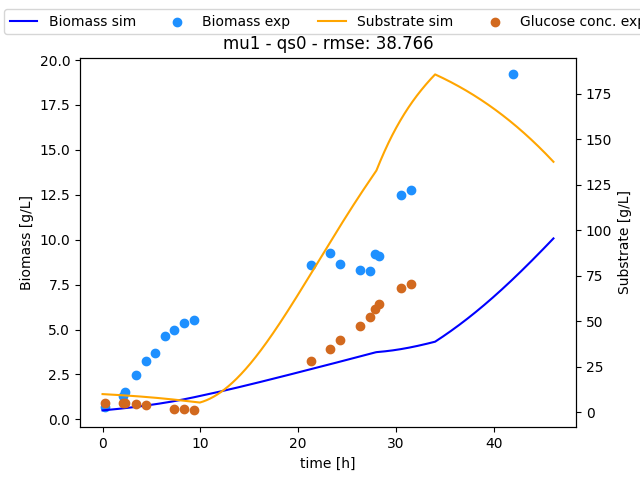 Biomass sim Biomass exp Substrate sim Glucose conc. exp
mu1 - qs0 - rmse: 38.766
20.0
17.5
15.0
12.5
10.0
7.5
5.0
2.5
0.0
Biomass [g/L]
175
150
125
100
75
50
25
0
Substrate [g/L]
0 10 20 30 40
time [h]